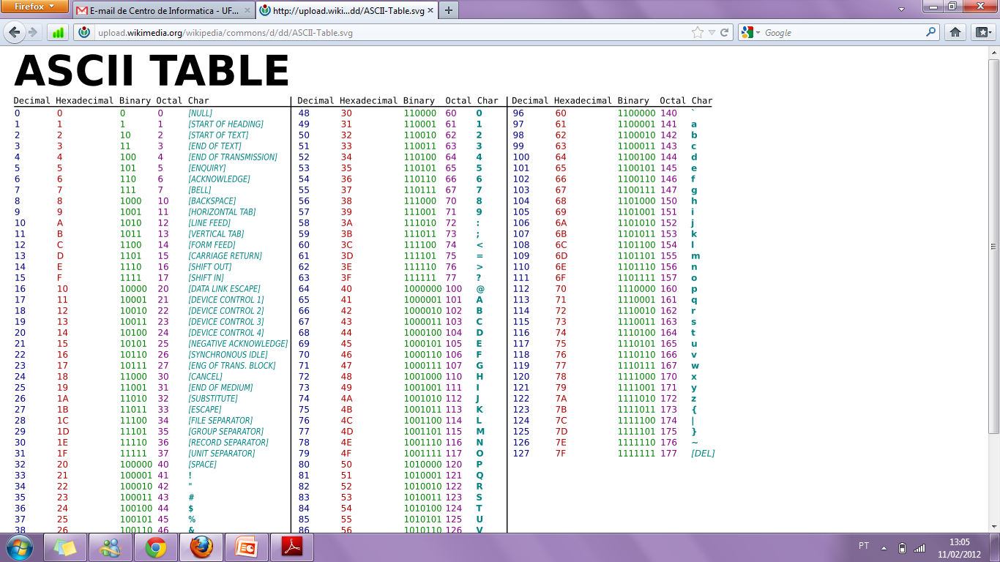 Firefox
E-mail de Centro de Informatica - UF...
http://upload.wiki...dd/ASCII-Table.svg
upload.wikimedia.org/wikipedia/commons/d/dd/ASCII-Table.svg
Google
ASCII TABLE
Decimal Hexadecimal Binary Octal Char Decimal Hexadecimal Binary Octal Char Decimal Hexadecimal Binary Octal Char
0 0 0 0 [NULL] 48 30 110000 60 0 96 60 1100000 140 `
1 1 1 1 [START OF HEADING] 49 31 110001 61 1 97 61 1100001 141 a
2 2 10 2 [START OF TEXT] 50 32 110010 62 2 98 62 1100010 142 b
3 3 11 3 [END OF TEXT] 51 33 110011 63 3 99 63 1100011 143 c
4 4 100 4 [END OF TRANSMISSION] 52 34 110100 64 4 100 64 1100100 144 d
5 5 101 5 [ENQUIRY] 53 35 110101 65 5 101 65 1100101 145 e
6 6 110 6 [ACKNOWLEDGE] 54 36 110110 66 6 102 66 1100110 146 f
7 7 111 7 [BELL] 55 37 110111 67 7 103 67 1100111 147 g
8 8 1000 10 [BACKSPACE] 56 38 111000 70 8 104 68 1101000 150 h
9 9 1001 11 [HORIZONTAL TAB] 57 39 111001 71 9 105 69 1101001 151 i
10 A 1010 12 [LINE FEED] 58 3A 111010 72 : 106 6A 1101010 152 j
11 B 1011 13 [VERTICAL TAB] 59 3B 111011 73 ; 107 6B 1101011 153 k
12 C 1100 14 [FORM FEED] 60 3C 111100 74 < 108 6C 1101100 154 l
13 D 1101 15 [CARRIAGE RETURN] 61 3D 111101 75 = 109 6D 1101101 155 m
14 E 1110 16 [SHIFT OUT] 62 3E 111110 76 > 110 6E 1101110 156 n
15 F 1111 17 [SHIFT IN] 63 3F 111111 77 ? 111 6F 1101111 157 o
16 10 10000 20 [DATA LINK ESCAPE] 64 40 1000000 100 @ 112 70 1110000 160 p
17 11 10001 21 [DEVICE CONTROL 1] 65 41 1000001 101 A 113 71 1110001 161 q
18 12 10010 22 [DEVICE CONTROL 2] 66 42 1000010 102 B 114 72 1110010 162 r
19 13 10011 23 [DEVICE CONTROL 3] 67 43 1000011 103 C 115 73 1110011 163 s
20 14 10100 24 [DEVICE CONTROL 4] 68 44 1000100 104 D 116 74 1110100 164 t
21 15 10101 25 [NEGATIVE ACKNOWLEDGE] 69 45 1000101 105 E 117 75 1110101 165 u
22 16 10110 26 [SYNCHRONOUS IDLE] 70 46 1000110 106 F 118 76 1110110 166 v
23 17 10111 27 [ENG OF TRANS. BLOCK] 71 47 1000111 107 G 119 77 1110111 167 w
24 18 11000 30 [CANCEL] 72 48 1001000 110 H 120 78 1111000 170 x
25 19 11001 31 [END OF MEDIUM] 73 49 1001001 111 I 121 79 1111001 171 y
26 1A 11010 32 [SUBSTITUTE] 74 4A 1001010 112 J 122 7A 1111010 172 z
27 1B 11011 33 [ESCAPE] 75 4B 1001011 113 K 123 7B 1111011 173 {
28 1C 11100 34 [FILE SEPARATOR] 76 4C 1001100 114 L 124 7C 1111100 174 |
29 1D 11101 35 [GROUP SEPARATOR] 77 4D 1001101 115 M 125 7D 1111101 175 }
30 1E 11110 36 [RECORD SEPARATOR] 78 4E 1001110 116 N 126 7E 1111110 176 ~
31 1F 11111 37 [UNIT SEPARATOR] 79 4F 1001111 117 O 127 7F 1111111 177 [DEL]
32 20 100000 40 [SPACE] 80 50 1010000 120 P
33 21 100001 41 ! 81 51 1010001 121 Q
34 22 100010 42 " 82 52 1010010 122 R
35 23 100011 43 # 83 53 1010011 123 S
36 24 100100 44 $ 84 54 1010100 124 T
37 25 100101 45 % 85 55 1010101 125 U
38 26 100110 46 & 86 56 1010110 126 V
PT
13:05
11/02/2012